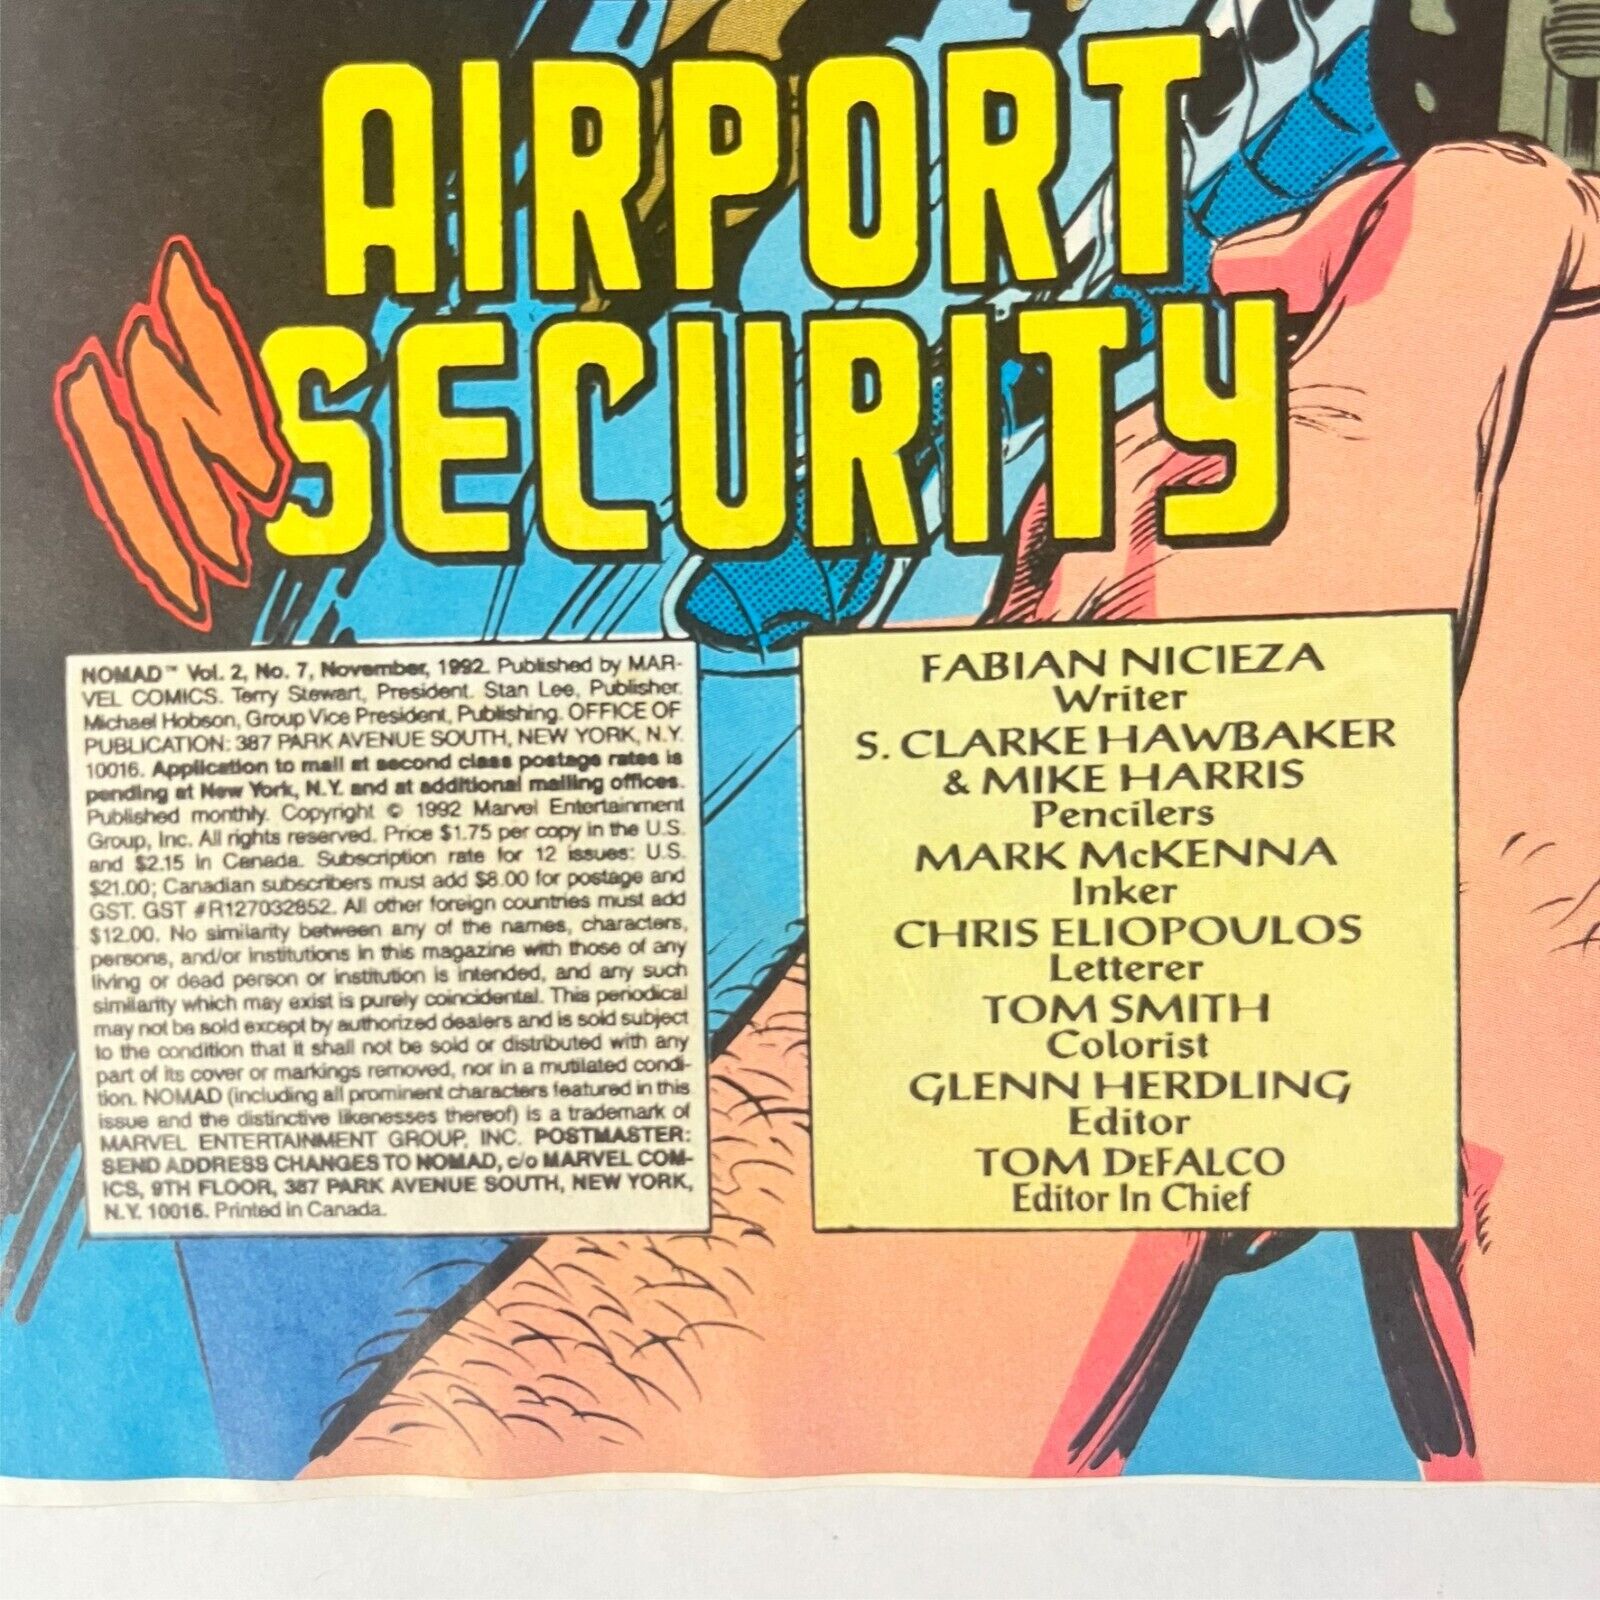 AIRPORT
INSECURITY
NOMAD™ Vol. 2, No. 7, November, 1992. Published by MAR-
VEL COMICS. Terry Stewart, President. Stan Lee, Publisher.
Michael Hobson, Group Vice President, Publishing. OFFICE OF
PUBLICATION: 387 PARK AVENUE SOUTH, NEW YORK, N.Y.
10016. Application to mail at second class postage rates is
pending at New York, N.Y. and at additional mailing offices.
Published monthly. Copyright © 1992 Marvel Entertainment
Group, Inc. All rights reserved. Price $1.75 per copy in the U.S.
and $2.15 in Canada. Subscription rate for 12 issues: U.S.
$21.00; Canadian subscribers must add $8.00 for postage and
GST. GST #R127032852. All other foreign countries must add
$12.00. No similarity between any of the names, characters,
persons, and/or institutions in this magazine with those of any
living or dead person or institution is intended, and any such
similarity which may exist is purely coincidental. This periodical
may not be sold except by authorized dealers and is sold subject
to the condition that it shall not be sold or distributed with any
part of its cover or markings removed, nor in a mutilated condi-
tion. NOMAD (including all prominent characters featured in this
issue and the distinctive likenesses thereof) is a trademark of
MARVEL ENTERTAINMENT GROUP, INC. POSTMASTER:
SEND ADDRESS CHANGES TO NOMAD, c/o MARVEL COM-
ICS, 9TH FLOOR, 387 PARK AVENUE SOUTH, NEW YORK,
N.Y. 10016. Printed in Canada.
FABIAN NICIEZA
Writer
S. CLARKE HAWBAKER
& MIKE HARRIS
Pencilers
MARK McKENNA
Inker
CHRIS ELIOPOULOS
Letterer
TOM SMITH
Colorist
GLENN HERDLING
Editor
TOM DeFALCO
Editor In Chief